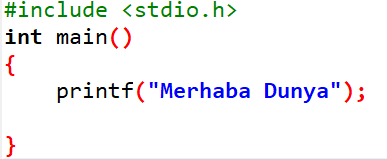 #include <stdio.h>
int main()
{
    printf("Merhaba Dunya");
}